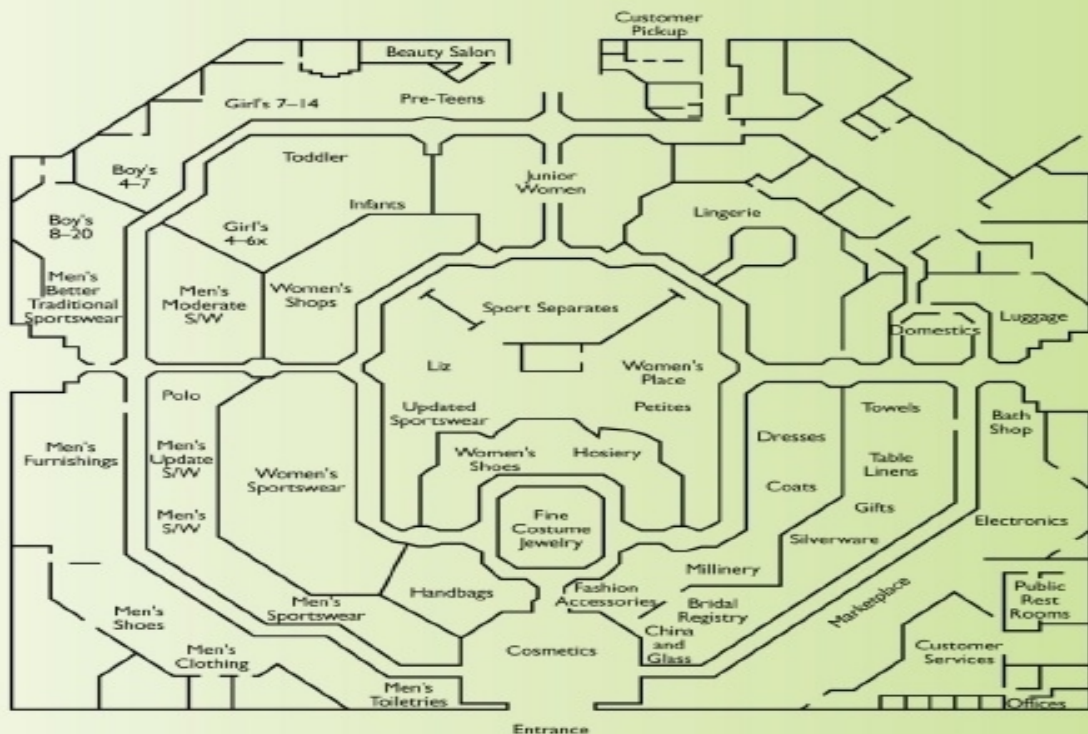 Customer
Pickup
Beauty Salon
Girl's 7–14
Pre-Teens
Toddler
Boy's
4–7
Junior
Women
Infants
Lingerie
Boy's
8–20
Girl's
4–6x
Men's
Better
Traditional
Sportswear
Men's
Moderate
S/W
Women's
Shops
Sport Separates
Luggage
Domestics
Liz
Women's
Place
Polo
Updated
Sportswear
Petites
Towels
Bath
Shop
Men's
Furnishings
Men's
Update
S/W
Women's
Sportswear
Women's
Shoes
Hosiery
Dresses
Table
Linens
Coats
Gifts
Men's
S/W
Fine
Costume
Jewelry
Electronics
Silverware
Millinery
Handbags
Fashion
Accessories
Marketplace
Public
Rest
Rooms
Men's
Shoes
Men's
Sportswear
Bridal
Registry
Men's
Clothing
Cosmetics
China
and
Glass
Customer
Services
Men's
Toiletries
Offices
Entrance